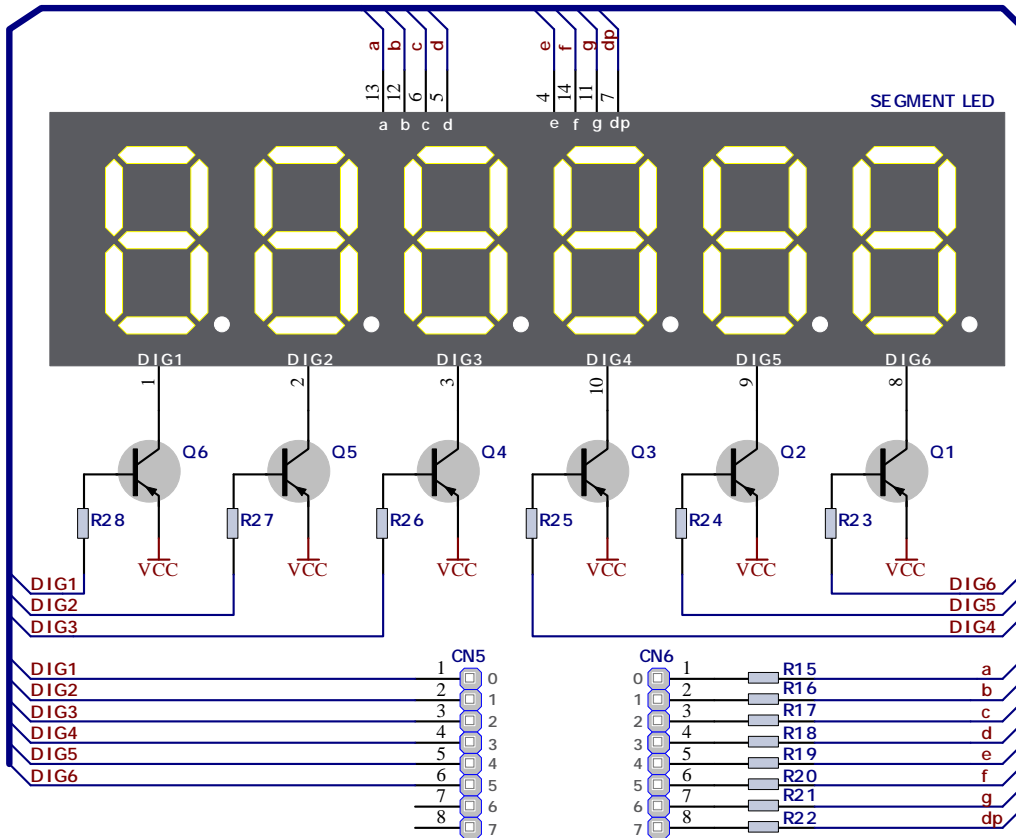 a b c d e f g dp
13 12 6 5 4 14 11 7
SEGMENT LED
a b c d e f g dp
DIG1 DIG2 DIG3 DIG4 DIG5 DIG6
1 2 3 10 9 8
Q6 Q5 Q4 Q3 Q2 Q1
R28 R27 R26 R25 R24 R23
VCC VCC VCC VCC VCC VCC
DIG1 DIG6
DIG2 DIG5
DIG3 DIG4
CN5 CN6
DIG1 1 0 0 1 R15 a
DIG2 2 1 1 2 R16 b
DIG3 3 2 2 3 R17 c
DIG4 4 3 3 4 R18 d
DIG5 5 4 4 5 R19 e
DIG6 6 5 5 6 R20 f
7 6 6 7 R21 g
8 7 7 8 R22 dp